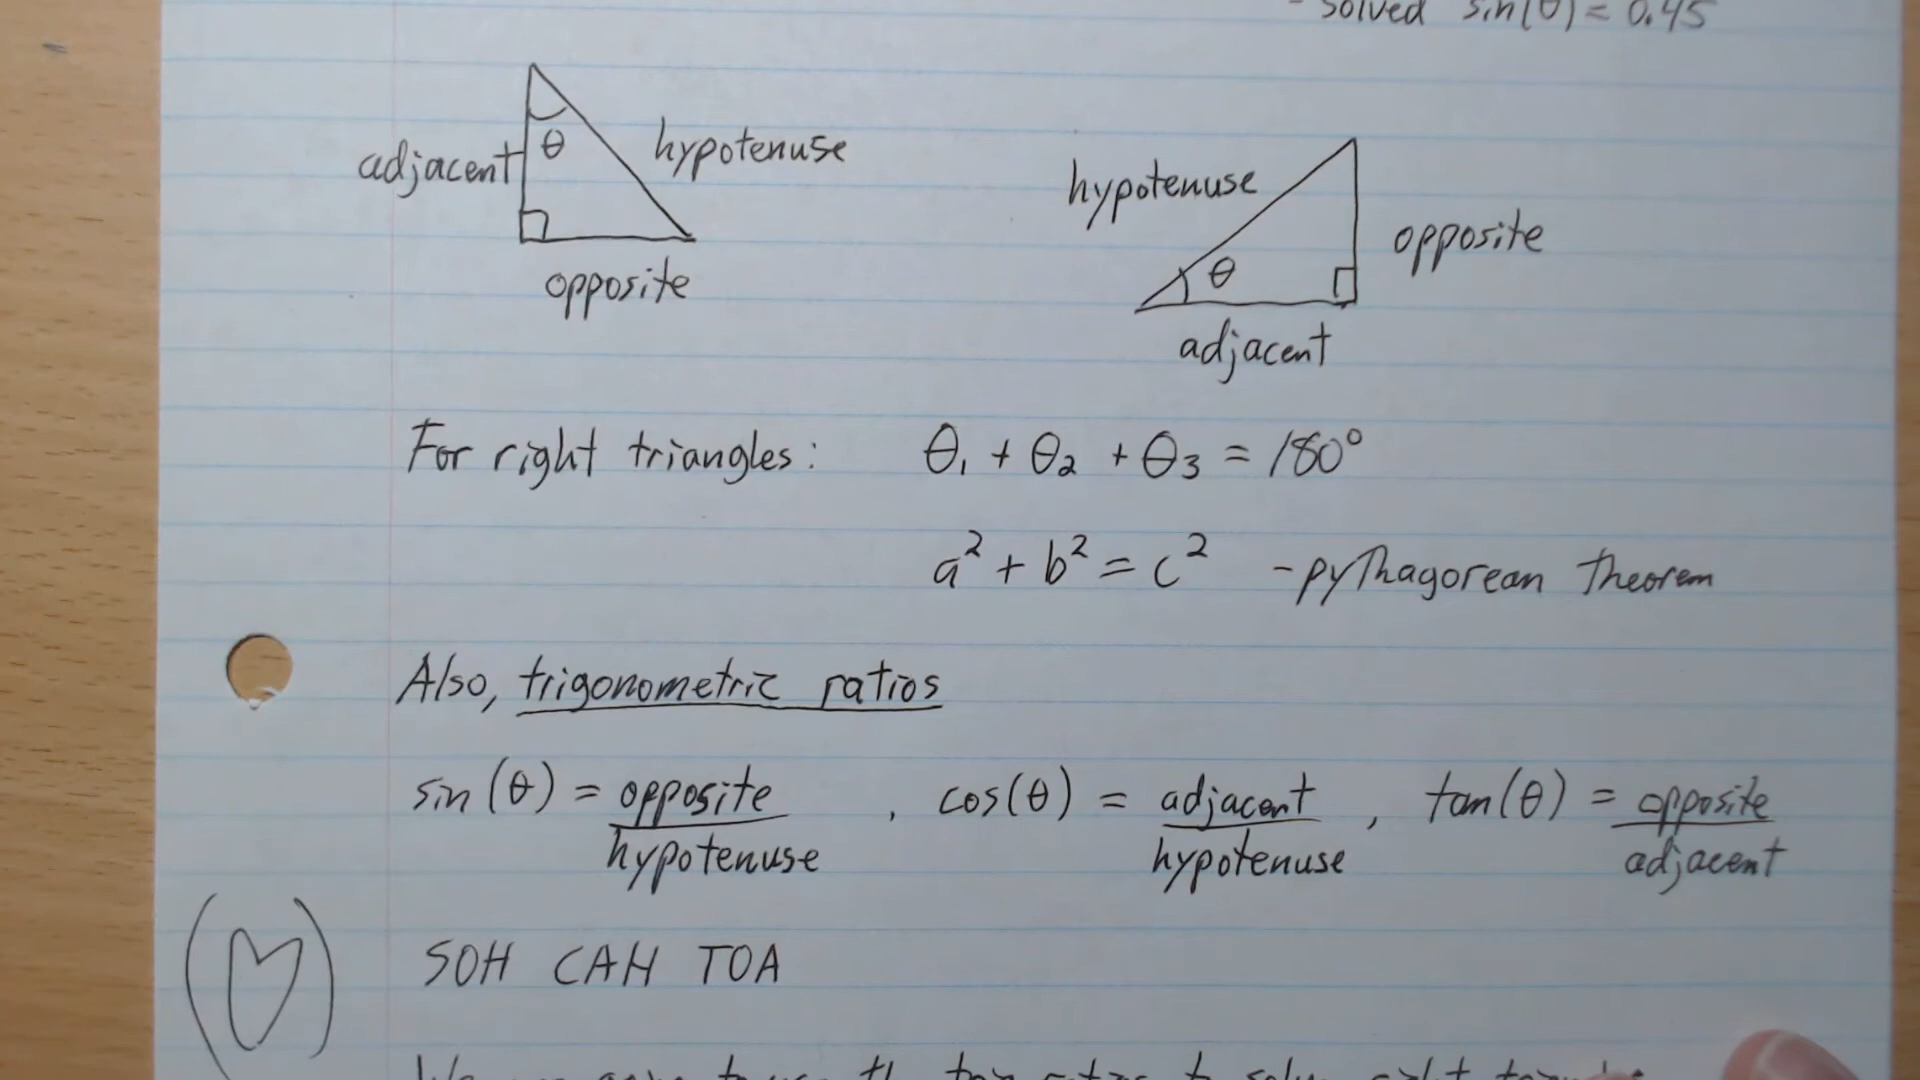 - solved sin(θ) = 0.45
adjacent
θ
hypotenuse
opposite
hypotenuse
θ
opposite
adjacent
For right triangles: θ₁ + θ₂ + θ₃ = 180°
a² + b² = c² - pythagorean Theorem
Also, trigonometric ratios
sin(θ) = opposite/hypotenuse , cos(θ) = adjacent/hypotenuse , tan(θ) = opposite/adjacent
SOH CAH TOA